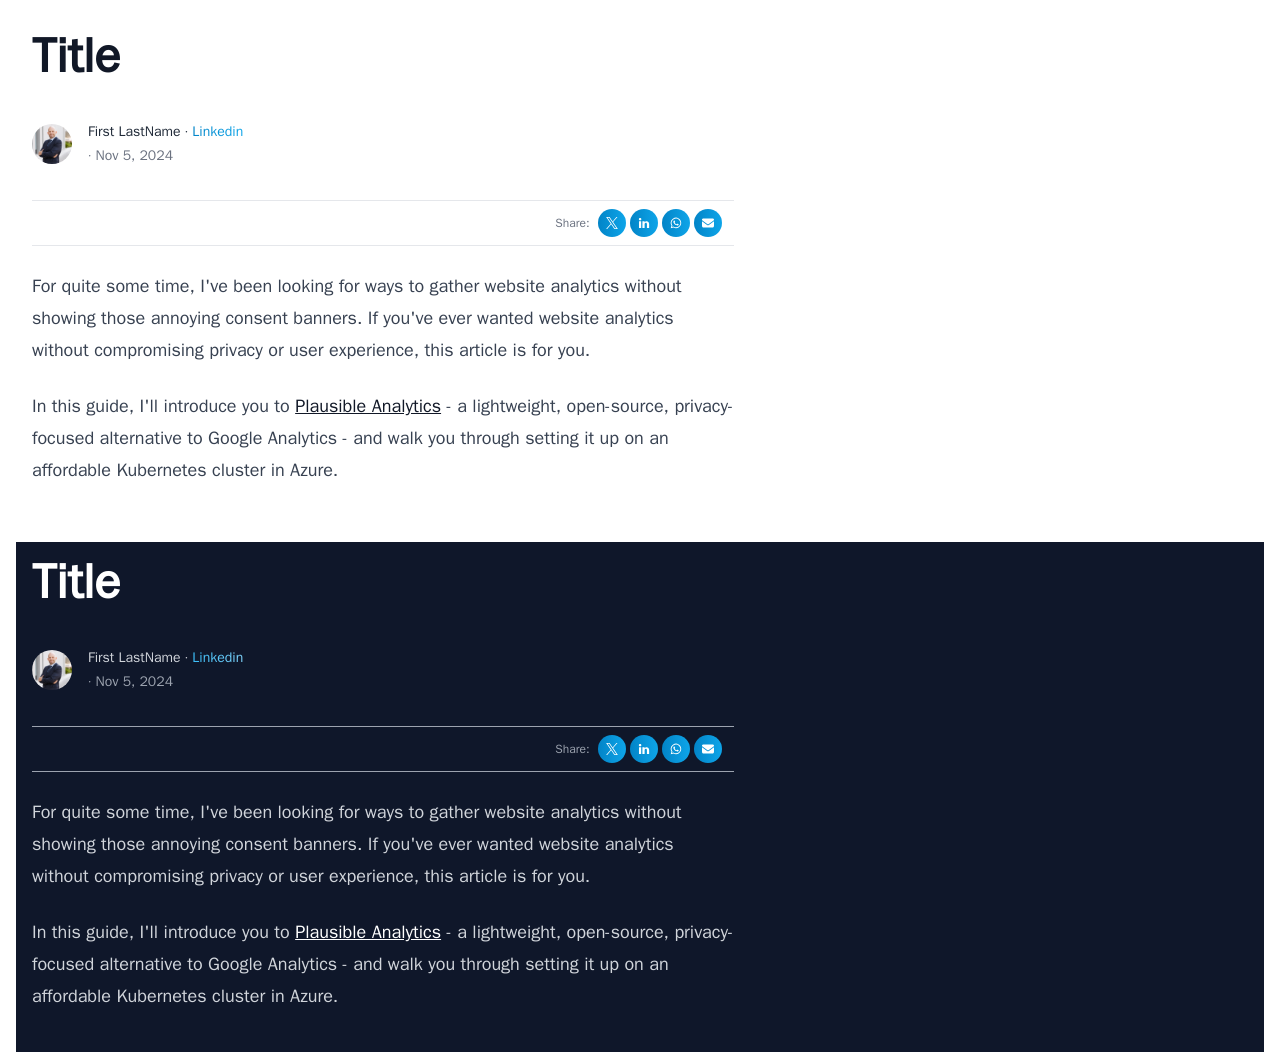 Title
First LastName · Linkedin
· Nov 5, 2024
Share:
For quite some time, I've been looking for ways to gather website analytics without
showing those annoying consent banners. If you've ever wanted website analytics
without compromising privacy or user experience, this article is for you.
In this guide, I'll introduce you to Plausible Analytics - a lightweight, open-source, privacy-
focused alternative to Google Analytics - and walk you through setting it up on an
affordable Kubernetes cluster in Azure.
Title
First LastName · Linkedin
· Nov 5, 2024
Share:
For quite some time, I've been looking for ways to gather website analytics without
showing those annoying consent banners. If you've ever wanted website analytics
without compromising privacy or user experience, this article is for you.
In this guide, I'll introduce you to Plausible Analytics - a lightweight, open-source, privacy-
focused alternative to Google Analytics - and walk you through setting it up on an
affordable Kubernetes cluster in Azure.